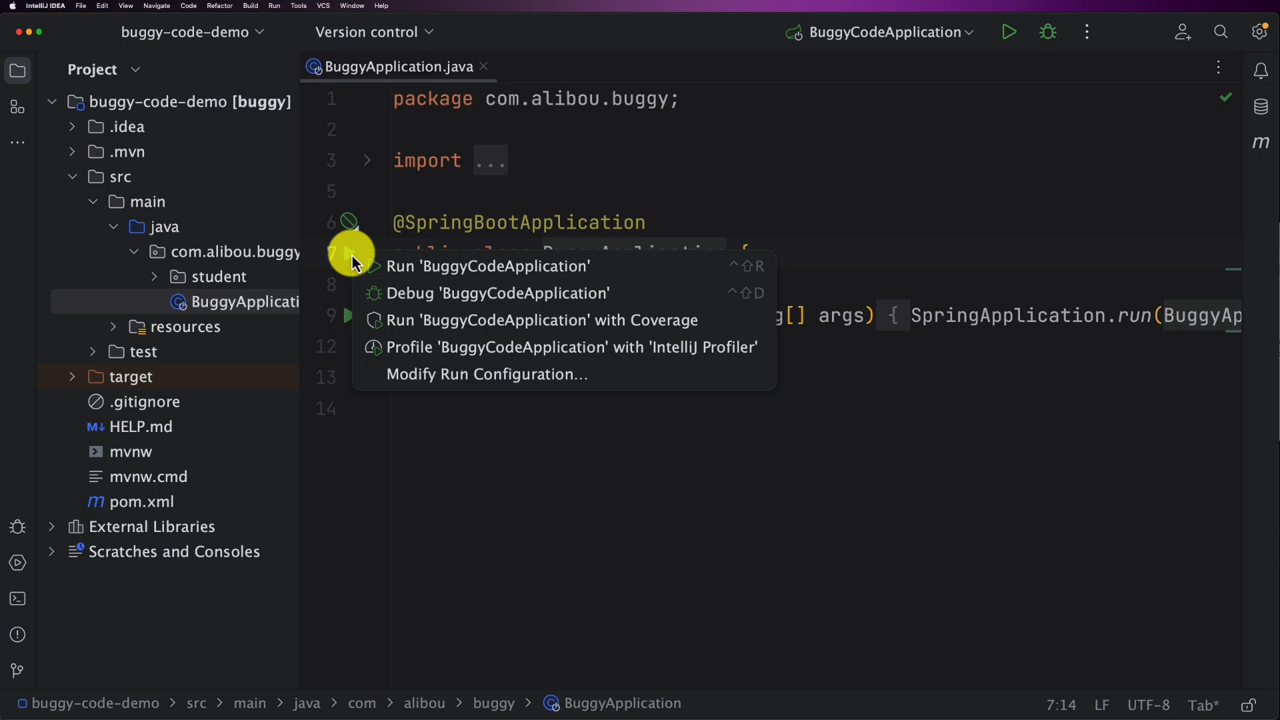 IntelliJ IDEA File Edit View Navigate Code Refactor Build Run Tools VCS Window Help
buggy-code-demo Version control BuggyCodeApplication
Project
BuggyApplication.java
buggy-code-demo [buggy]
.idea
.mvn
src
main
java
com.alibou.buggy
student
BuggyApplicati
resources
test
target
.gitignore
HELP.md
mvnw
mvnw.cmd
pom.xml
External Libraries
Scratches and Consoles
1 package com.alibou.buggy;
2
3 import ...
5
6 @SpringBootApplication
7 public class BuggyApplication {
8
9 g[] args) { SpringApplication.run(BuggyAp
12
13
14
Run 'BuggyCodeApplication' ^⇧R
Debug 'BuggyCodeApplication' ^⇧D
Run 'BuggyCodeApplication' with Coverage
Profile 'BuggyCodeApplication' with 'IntelliJ Profiler'
Modify Run Configuration...
buggy-code-demo > src > main > java > com > alibou > buggy > BuggyApplication
7:14 LF UTF-8 Tab*